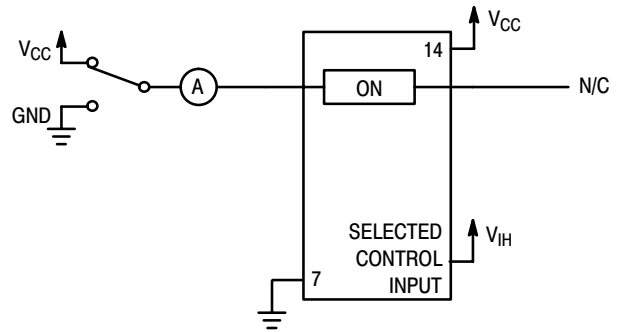 VCC
14
VCC
A
ON
N/C
GND
SELECTED
CONTROL
INPUT
VIH
7